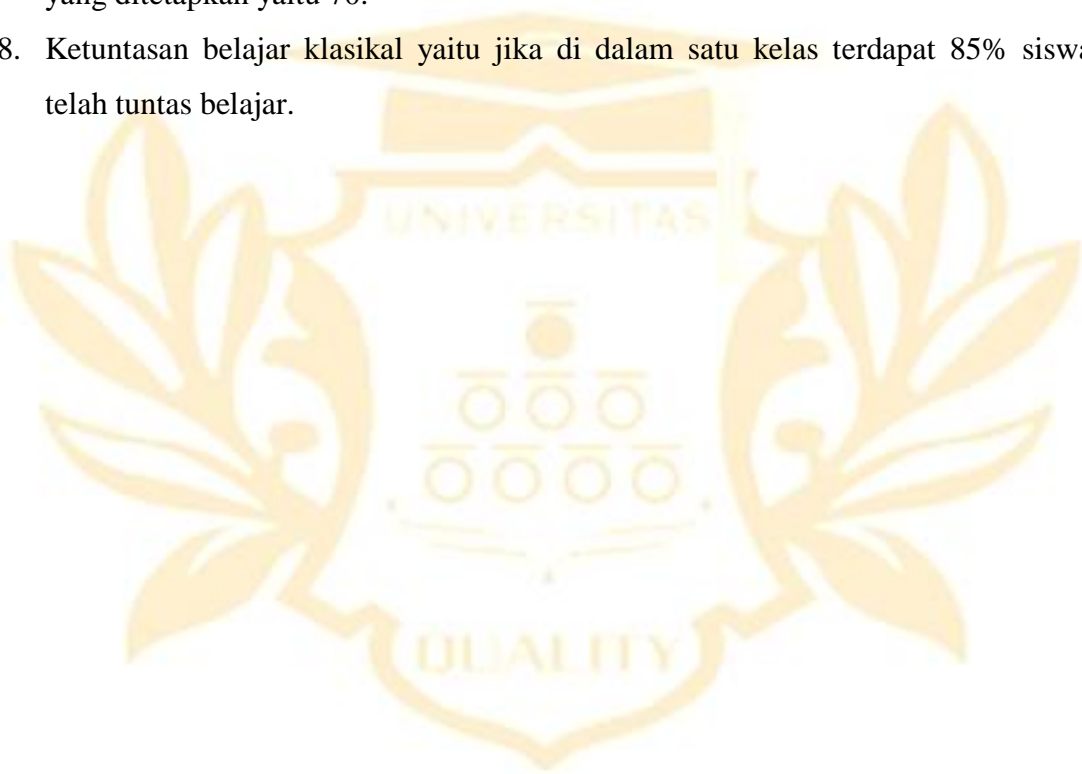 yang ditetapkan yaitu 70.
8. Ketuntasan belajar klasikal yaitu jika di dalam satu kelas terdapat 85% siswa
telah tuntas belajar.
UNIVERSITAS
QUALITY